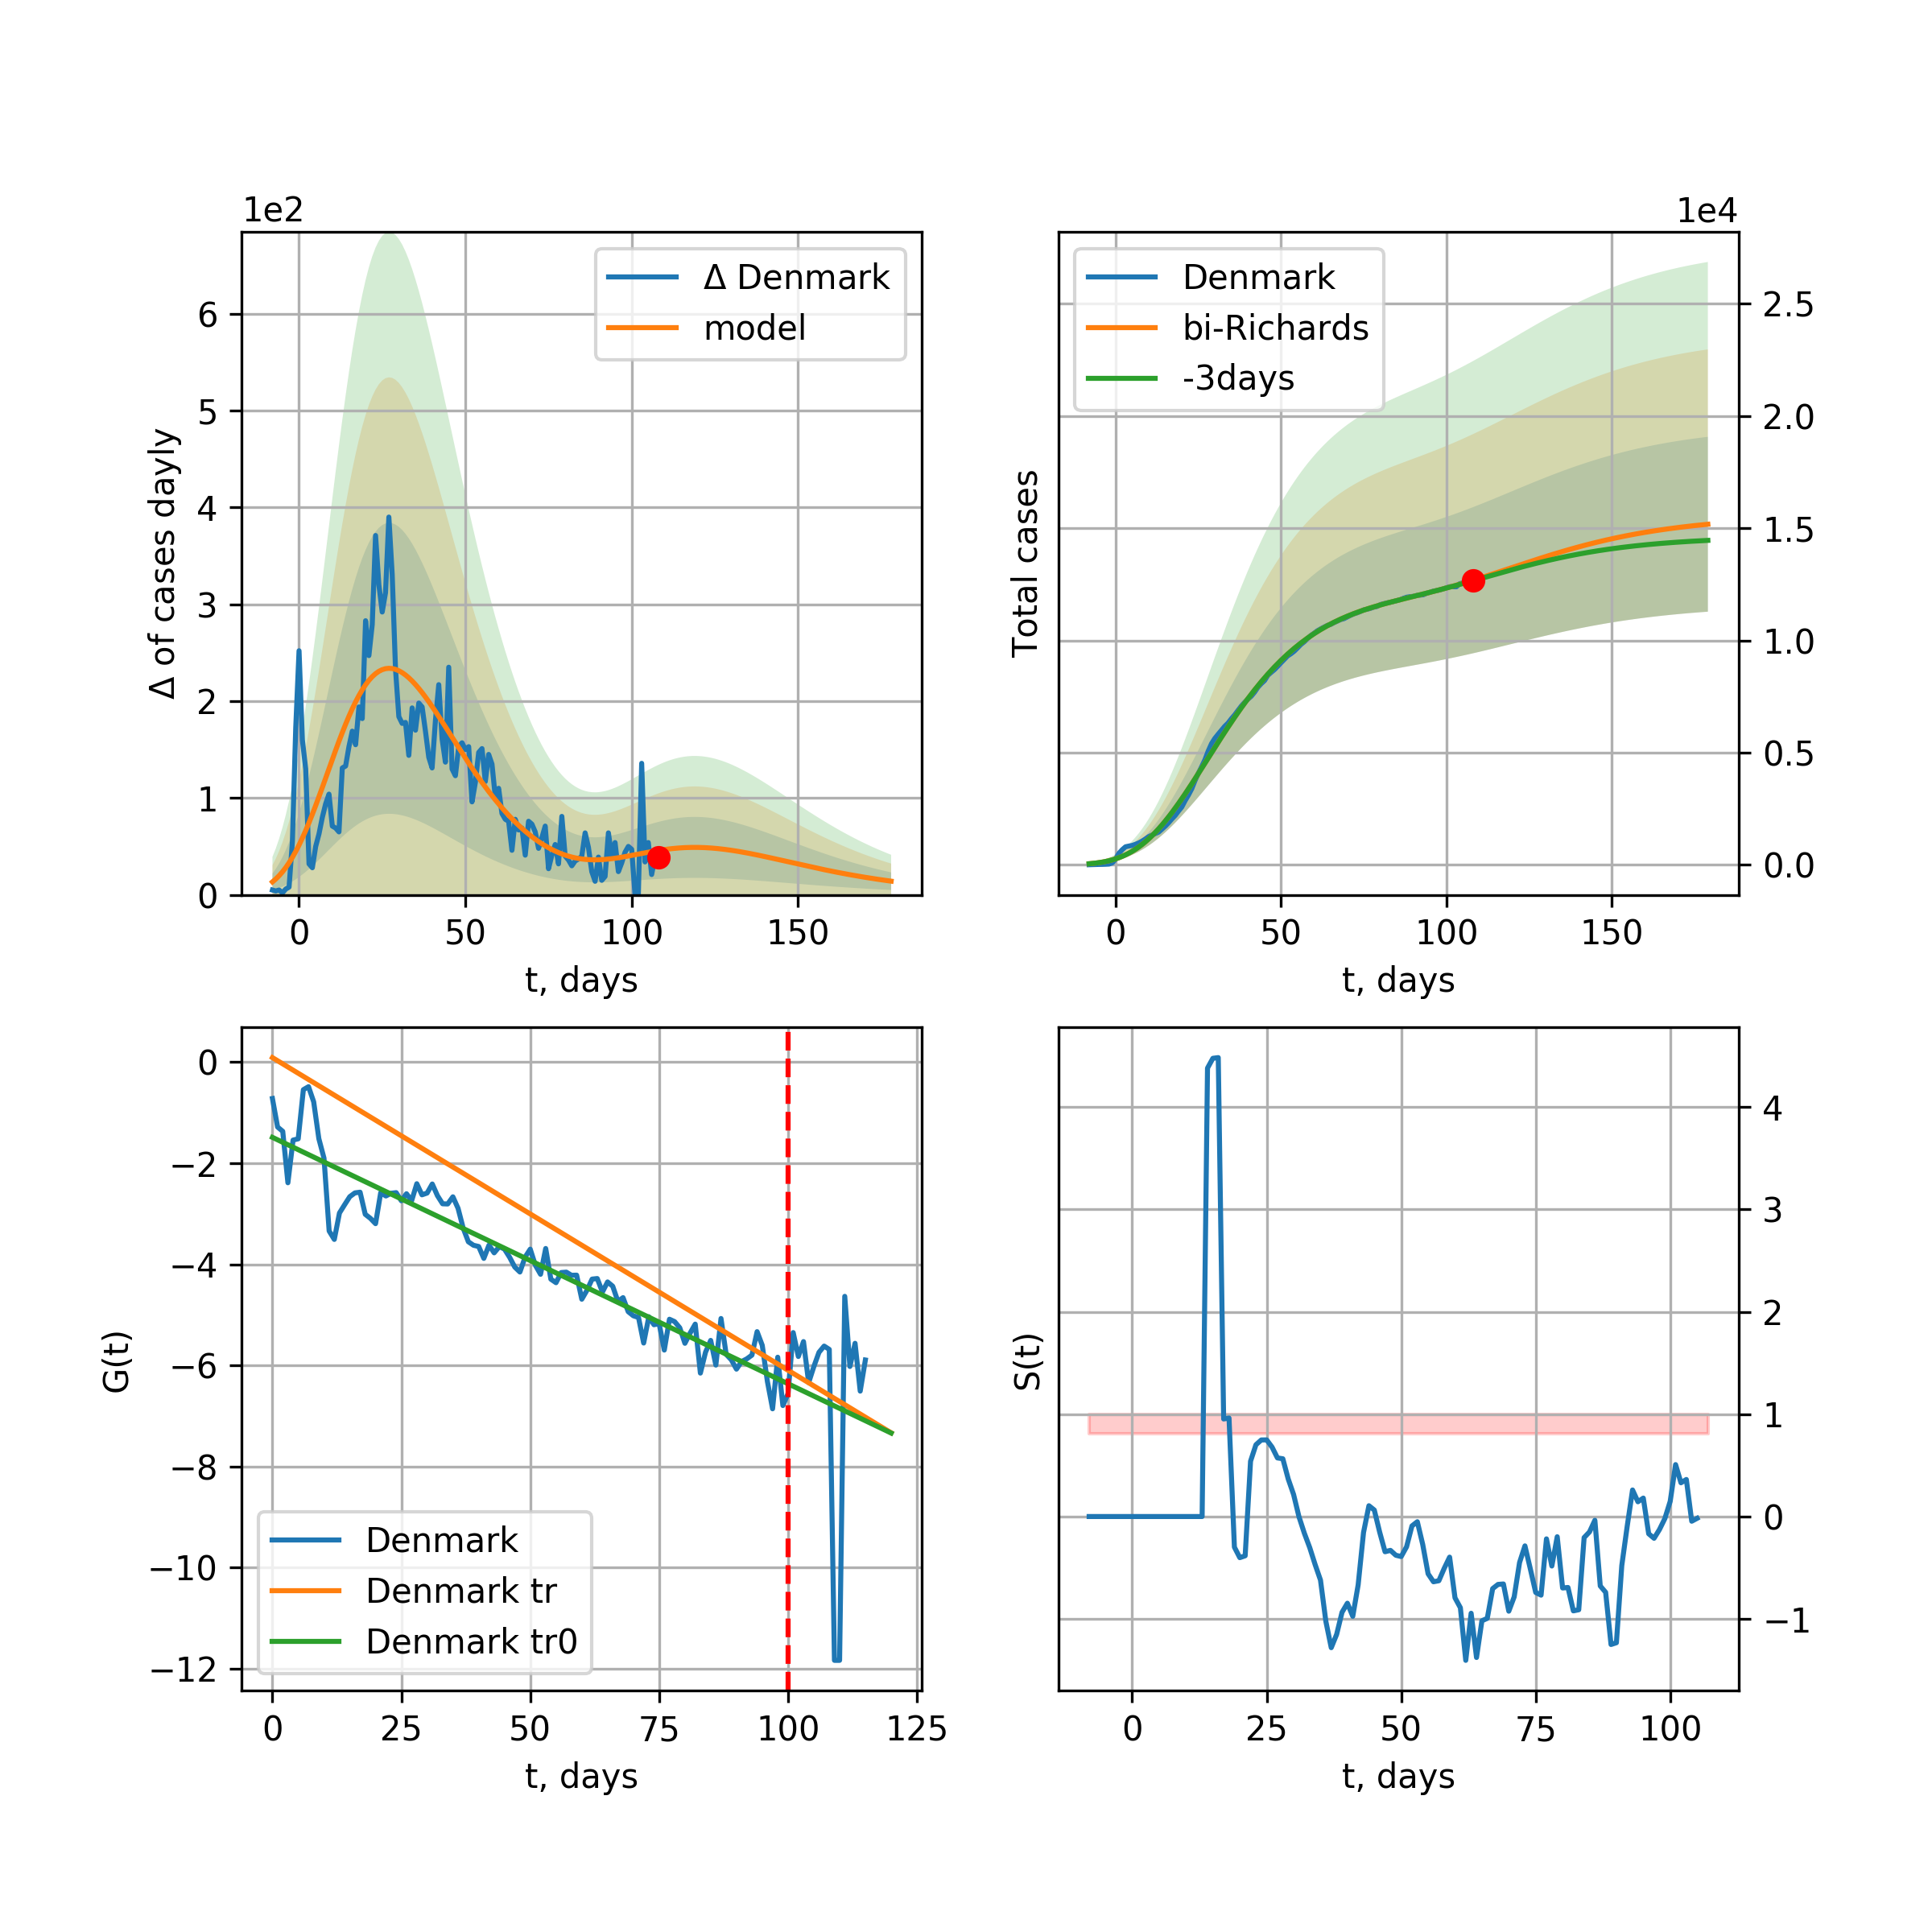 1e2
Δ Denmark
model
6
5
4
3
2
1
0
Δ of cases dayly
0 50 100 150
t, days
1e4
Denmark
bi-Richards
-3days
2.5
2.0
1.5
1.0
0.5
0.0
Total cases
0 50 100 150
t, days
0
−2
−4
−6
−8
−10
−12
G(t)
Denmark
Denmark tr
Denmark tr0
0 25 50 75 100 125
t, days
4
3
2
1
0
−1
S(t)
0 25 50 75 100
t, days